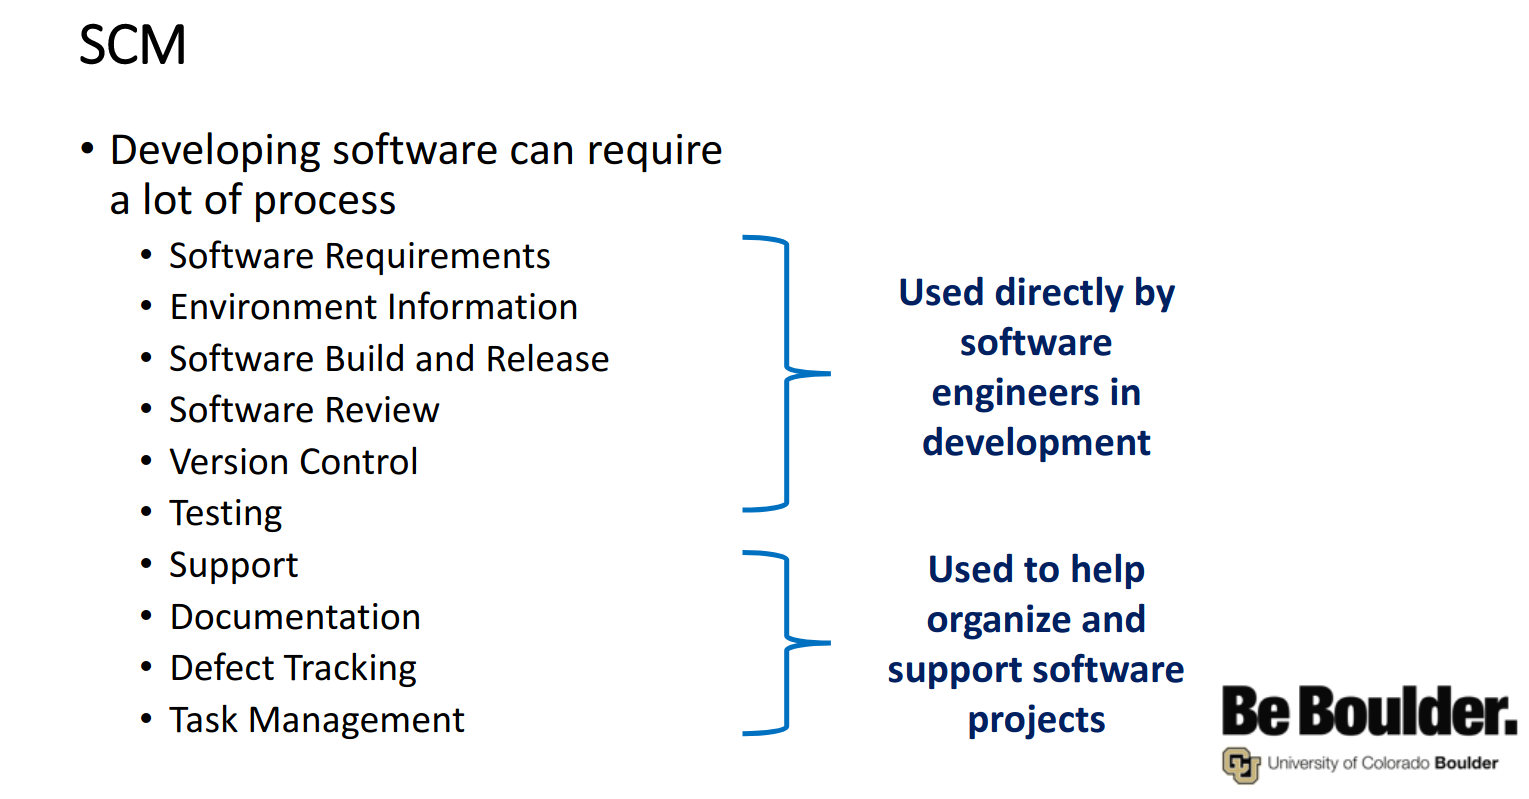 SCM
• Developing software can require
a lot of process
• Software Requirements
• Environment Information
• Software Build and Release
• Software Review
• Version Control
• Testing
• Support
• Documentation
• Defect Tracking
• Task Management
Used directly by
software
engineers in
development
Used to help
organize and
support software
projects
Be Boulder.
CU University of Colorado Boulder